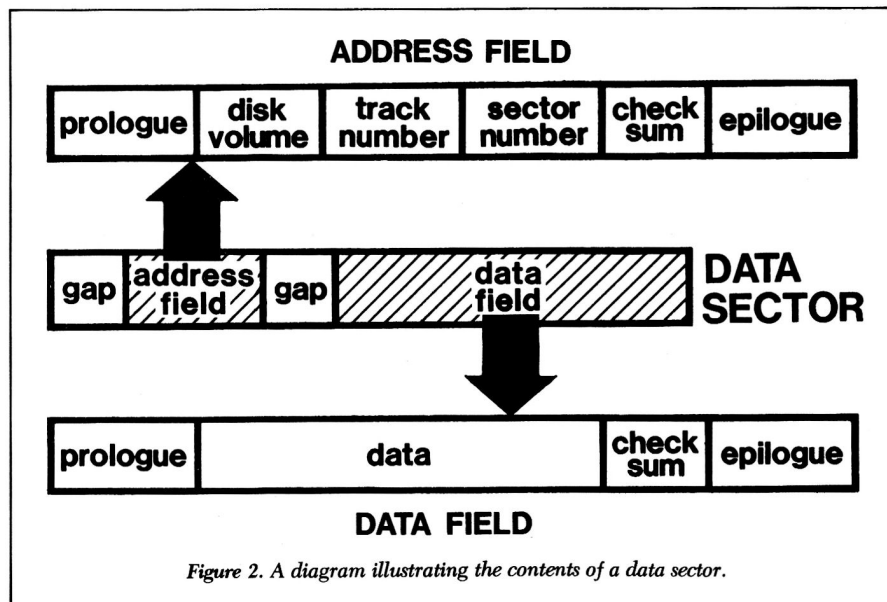 ADDRESS FIELD
prologue
disk
volume
track
number
sector
number
check
sum
epilogue
gap
address
field
gap
data
field
DATA
SECTOR
prologue
data
check
sum
epilogue
DATA FIELD
Figure 2. A diagram illustrating the contents of a data sector.